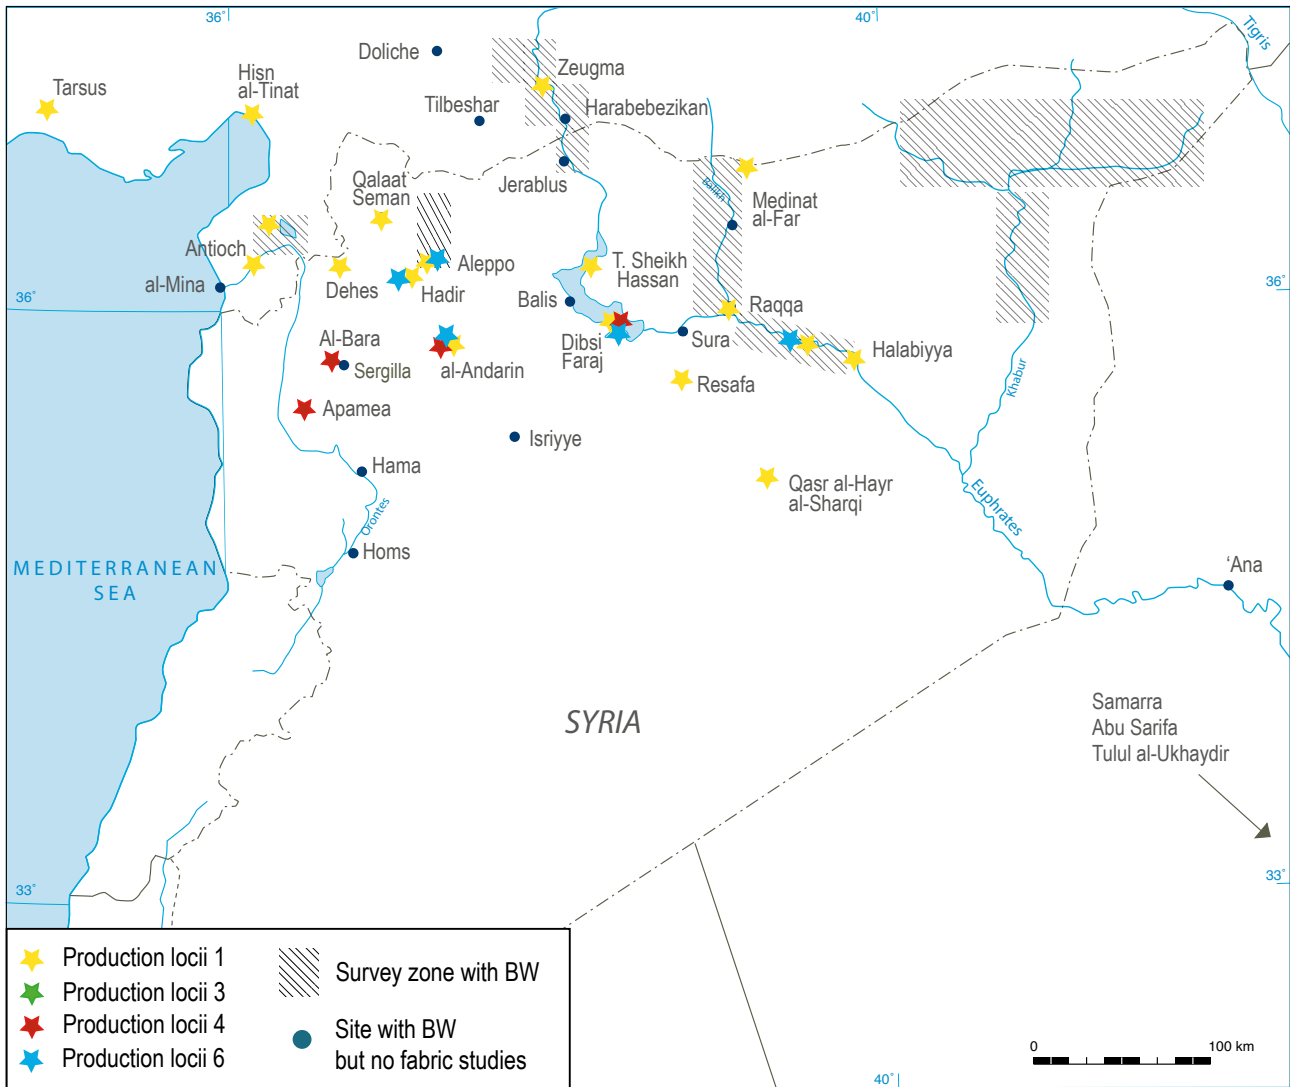 36°
40°
Tigris
Doliche
Zeugma
Tarsus
Hisn
al-Tinat
Tilbeshar
Harabebezikan
Qalaat
Seman
Jerablus
Balikh
Medinat
al-Far
Antioch
Aleppo
T. Sheikh
Hassan
al-Mina
Dehes
Hadir
Balis
Raqqa
36°
36°
Al-Bara
Sergilla
al-Andarin
Dibsi
Faraj
Sura
Halabiyya
Resafa
Khabur
Apamea
Isriyye
Hama
Qasr al-Hayr
al-Sharqi
Orontes
Euphrates
Homs
MEDITERRANEAN
SEA
‘Ana
SYRIA
Samarra
Abu Sarifa
Tulul al-Ukhaydir
33°
33°
Production locii 1
Production locii 3
Production locii 4
Production locii 6
Survey zone with BW
Site with BW
but no fabric studies
0 100 km
40°